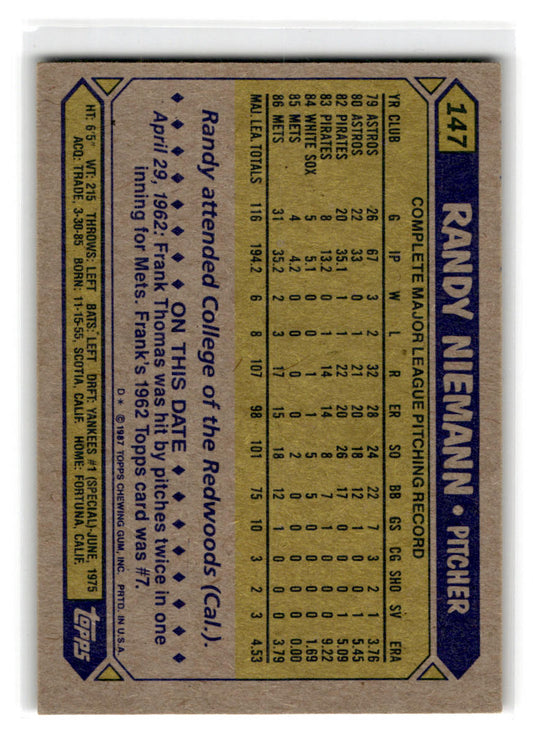 147 RANDY NIEMANN • PITCHER
COMPLETE MAJOR LEAGUE PITCHING RECORD
YR CLUB G IP W L R ER SO BB GS CG SHO SV ERA
79 ASTROS 26 67 3 2 32 28 24 22 7 3 2 1 3.76
80 ASTROS 22 33 0 1 21 20 18 12 1 0 0 1 5.45
82 PIRATES 20 35.1 1 1 22 20 26 17 0 0 0 1 5.09
83 PIRATES 8 13.2 0 1 14 14 8 7 1 0 0 0 9.22
84 WHITE SOX 5 5.1 0 0 1 1 5 5 0 0 0 0 1.69
85 METS 4 4.2 0 0 0 0 2 0 0 0 0 0 0.00
86 METS 31 35.2 2 3 17 15 18 12 1 0 0 0 3.79
MAJ. LEA. TOTALS 116 194.2 6 8 107 98 101 75 10 3 2 3 4.53
Randy attended College of the Redwoods (Cal.).
♦ ♦ ♦ ♦ ♦ ♦ ♦ ON THIS DATE ♦ ♦ ♦ ♦ ♦ ♦ ♦
April 29, 1962: Frank Thomas was hit by pitches twice in one
inning for Mets. Frank's 1962 Topps card was #7.
D * © 1987 TOPPS CHEWING GUM, INC. PRTD. IN U.S.A.
HT: 6'5" WT: 215 THROWS: LEFT BATS: LEFT DRFT: YANKEES #1 (SPECIAL)-JUNE, 1975
ACQ: TRADE, 3-30-85 BORN: 11-15-55, SCOTIA, CALIF. HOME: FORTUNA, CALIF.
TOPPS